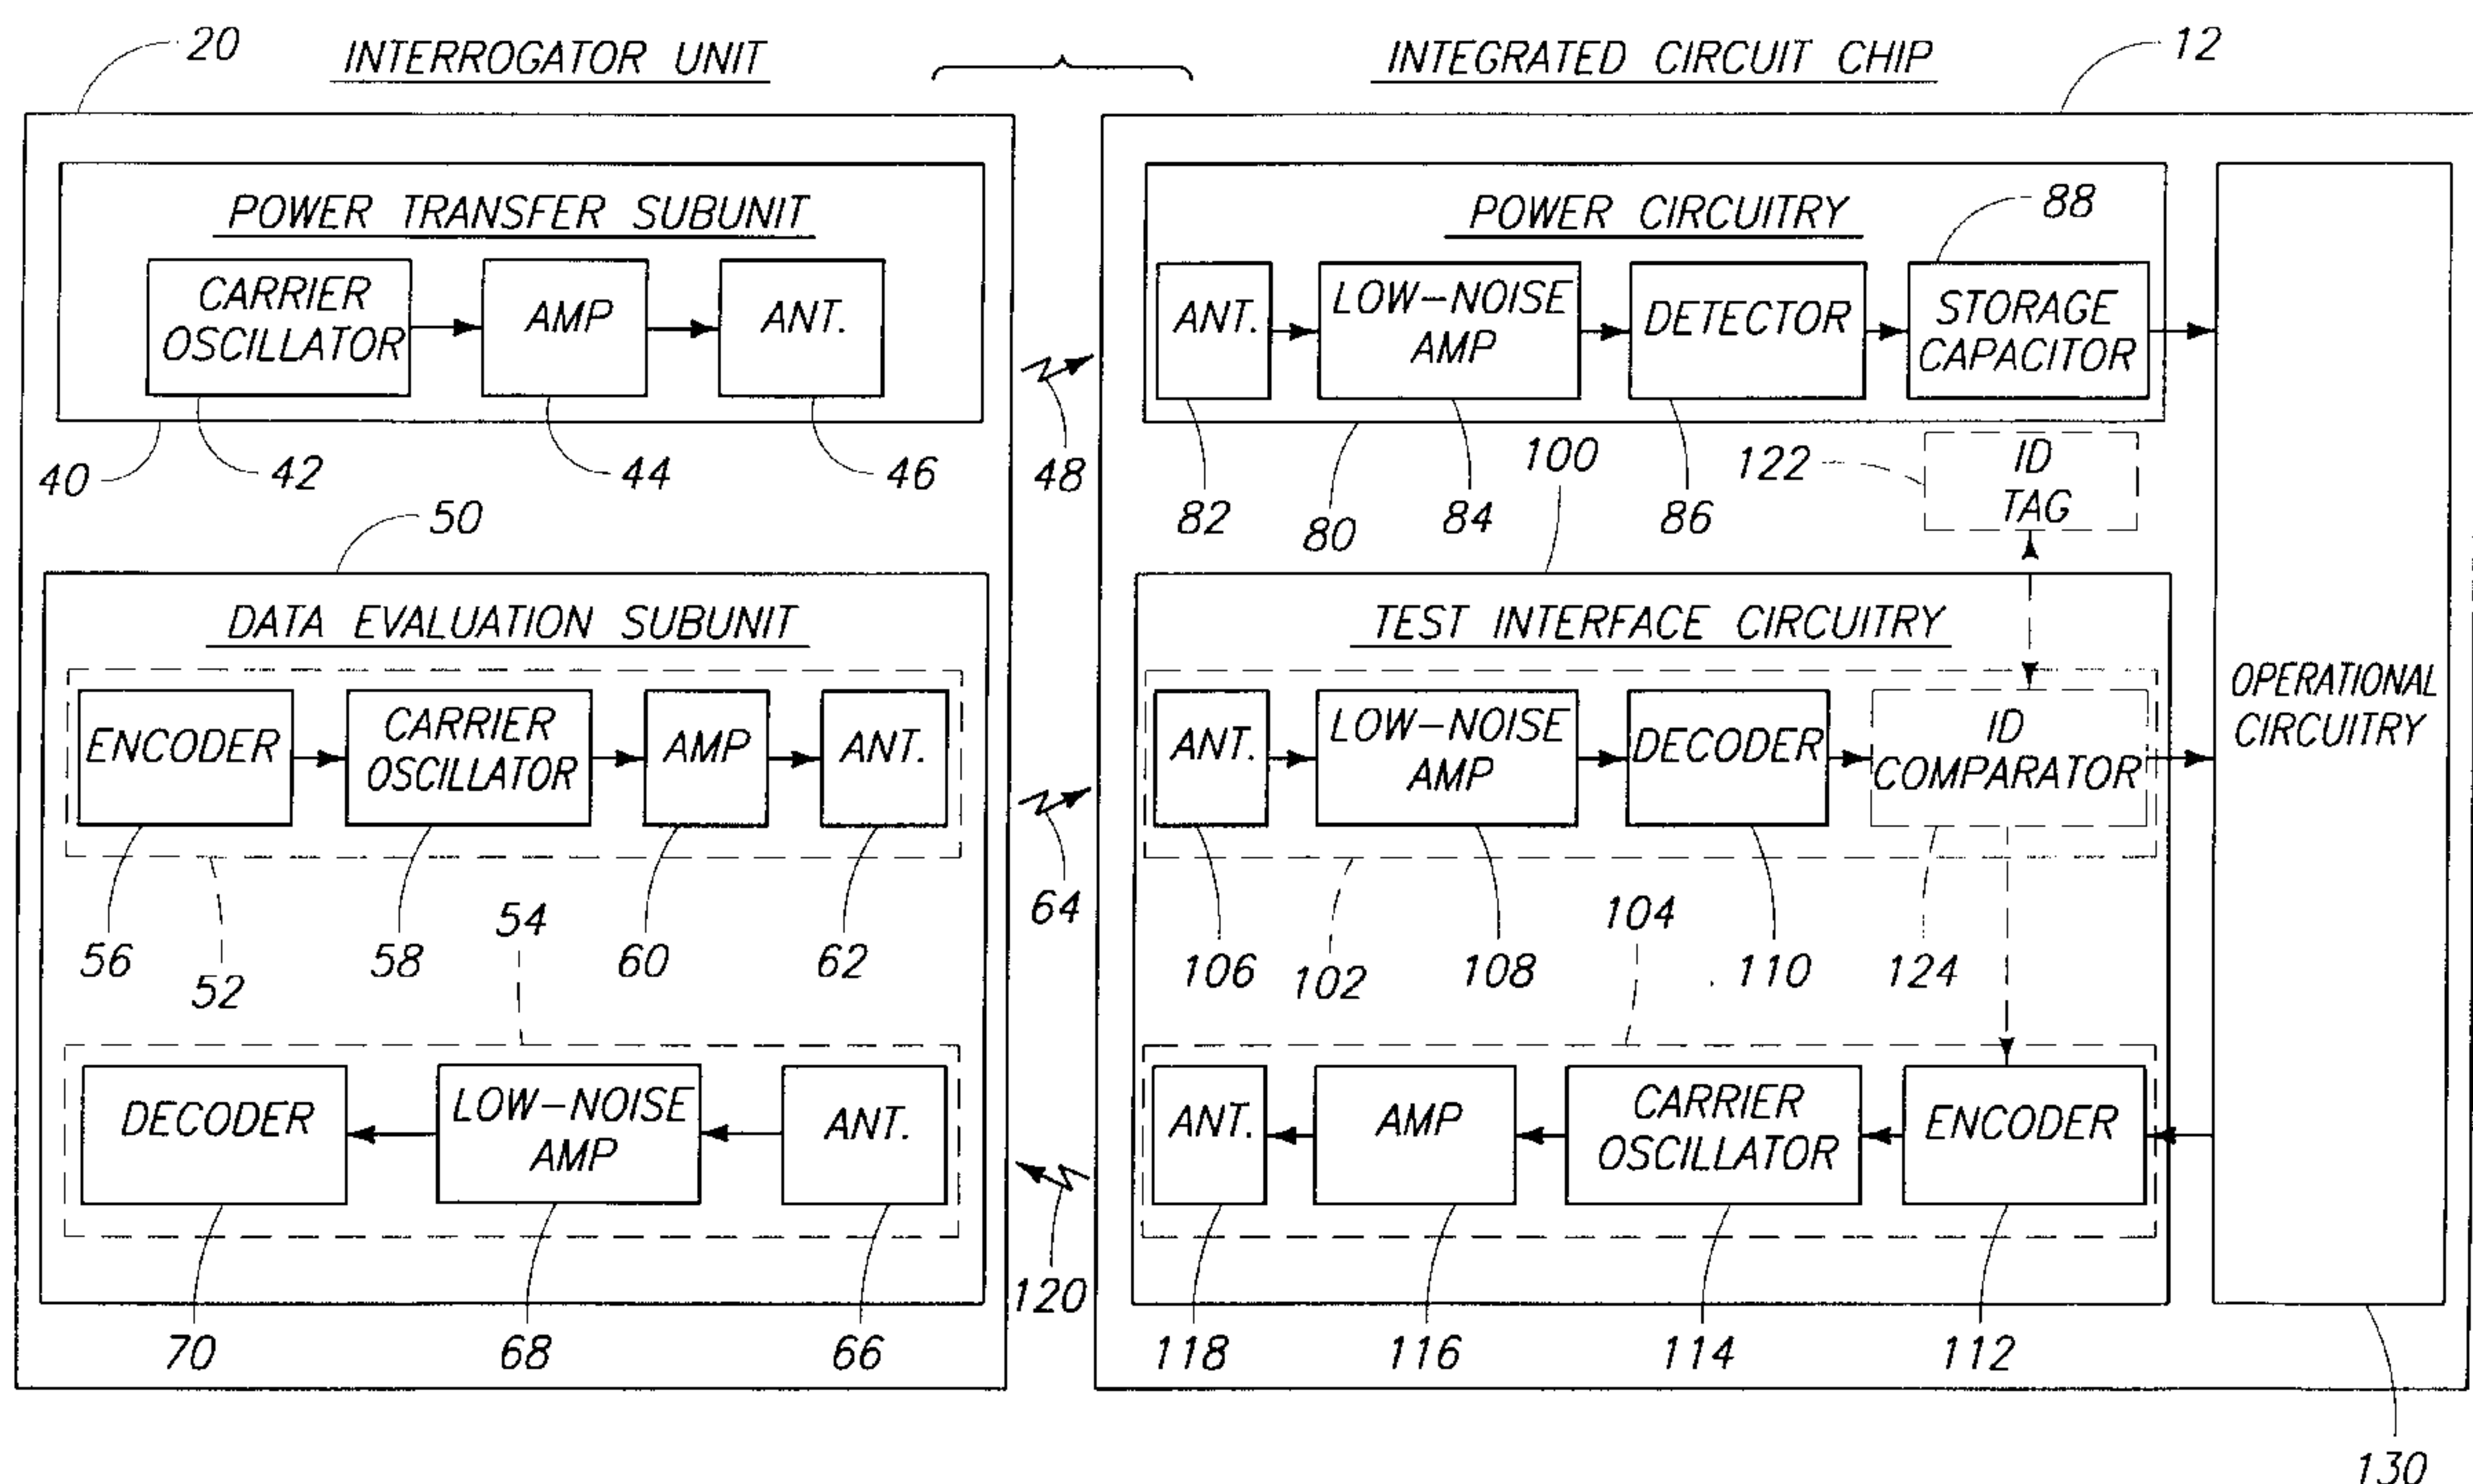 20
INTERROGATOR UNIT
INTEGRATED CIRCUIT CHIP
12
POWER TRANSFER SUBUNIT
CARRIER
OSCILLATOR
AMP
ANT.
40
42
44
46
48
POWER CIRCUITRY
88
ANT.
LOW-NOISE
AMP
DETECTOR
STORAGE
CAPACITOR
82
80
84
86
100
122
ID
TAG
50
DATA EVALUATION SUBUNIT
ENCODER
CARRIER
OSCILLATOR
AMP
ANT.
56
52
58
60
62
64
54
DECODER
LOW-NOISE
AMP
ANT.
70
68
66
120
TEST INTERFACE CIRCUITRY
ANT.
LOW-NOISE
AMP
DECODER
ID
COMPARATOR
106
102
108
104
110
124
ANT.
AMP
CARRIER
OSCILLATOR
ENCODER
118
116
114
112
OPERATIONAL
CIRCUITRY
130